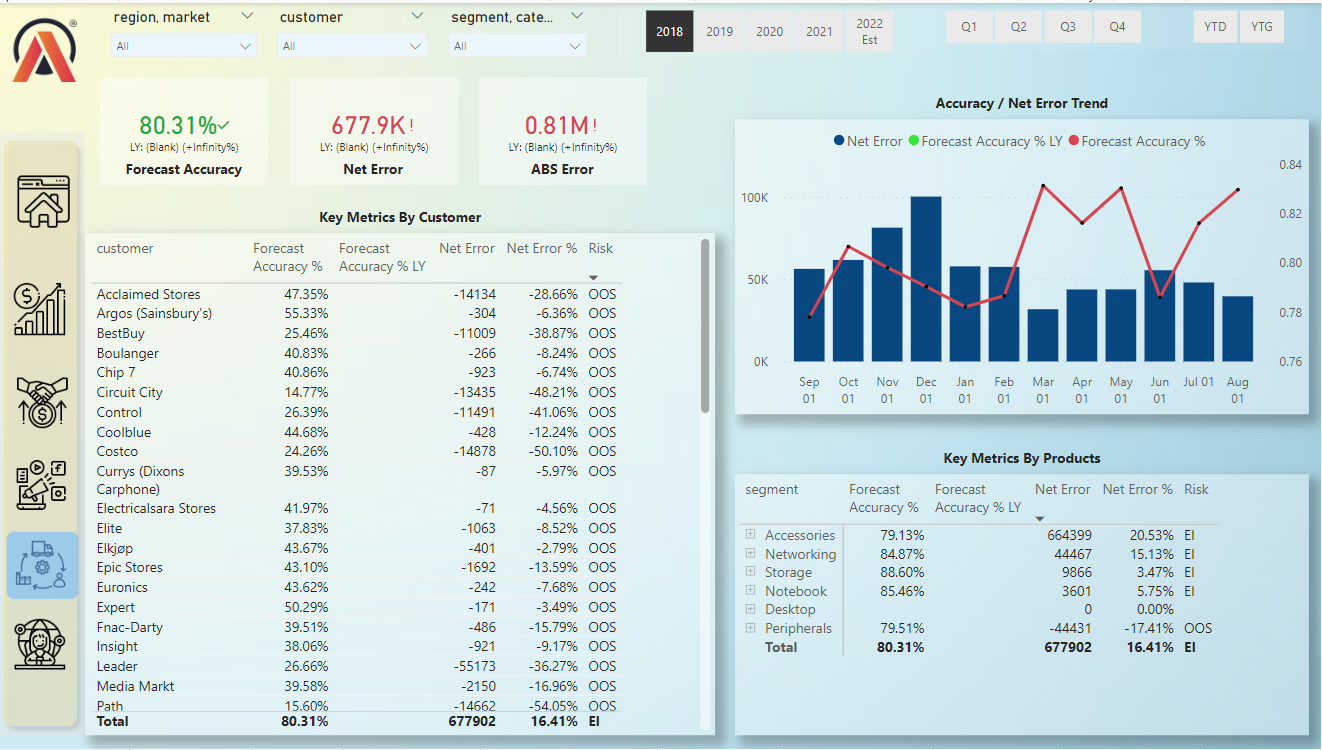 region, market customer segment, cate...
All All All
2018 2019 2020 2021 2022 Est
Q1 Q2 Q3 Q4
YTD YTG
80.31%
LY: (Blank) (+Infinity%)
Forecast Accuracy
677.9K!
LY: (Blank) (+Infinity%)
Net Error
0.81M!
LY: (Blank) (+Infinity%)
ABS Error
Key Metrics By Customer
customer Forecast Accuracy % Forecast Accuracy % LY Net Error Net Error % Risk
Acclaimed Stores 47.35% -14134 -28.66% OOS
Argos (Sainsbury's) 55.33% -304 -6.36% OOS
BestBuy 25.46% -11009 -38.87% OOS
Boulanger 40.83% -266 -8.24% OOS
Chip 7 40.86% -923 -6.74% OOS
Circuit City 14.77% -13435 -48.21% OOS
Control 26.39% -11491 -41.06% OOS
Coolblue 44.68% -428 -12.24% OOS
Costco 24.26% -14878 -50.10% OOS
Currys (Dixons Carphone) 39.53% -87 -5.97% OOS
Electricalsara Stores 41.97% -71 -4.56% OOS
Elite 37.83% -1063 -8.52% OOS
Elkjøp 43.67% -401 -2.79% OOS
Epic Stores 43.10% -1692 -13.59% OOS
Euronics 43.62% -242 -7.68% OOS
Expert 50.29% -171 -3.49% OOS
Fnac-Darty 39.51% -486 -15.79% OOS
Insight 38.06% -921 -9.17% OOS
Leader 26.66% -55173 -36.27% OOS
Media Markt 39.58% -2150 -16.96% OOS
Path 15.60% -14662 -54.05% OOS
Total 80.31% 677902 16.41% EI
Accuracy / Net Error Trend
Net Error Forecast Accuracy % LY Forecast Accuracy %
100K
50K
0K
0.84
0.82
0.80
0.78
0.76
Sep 01 Oct 01 Nov 01 Dec 01 Jan 01 Feb 01 Mar 01 Apr 01 May 01 Jun 01 Jul 01 Aug 01
Key Metrics By Products
segment Forecast Accuracy % Forecast Accuracy % LY Net Error Net Error % Risk
Accessories 79.13% 664399 20.53% EI
Networking 84.87% 44467 15.13% EI
Storage 88.60% 9866 3.47% EI
Notebook 85.46% 3601 5.75% EI
Desktop 0 0.00%
Peripherals 79.51% -44431 -17.41% OOS
Total 80.31% 677902 16.41% EI